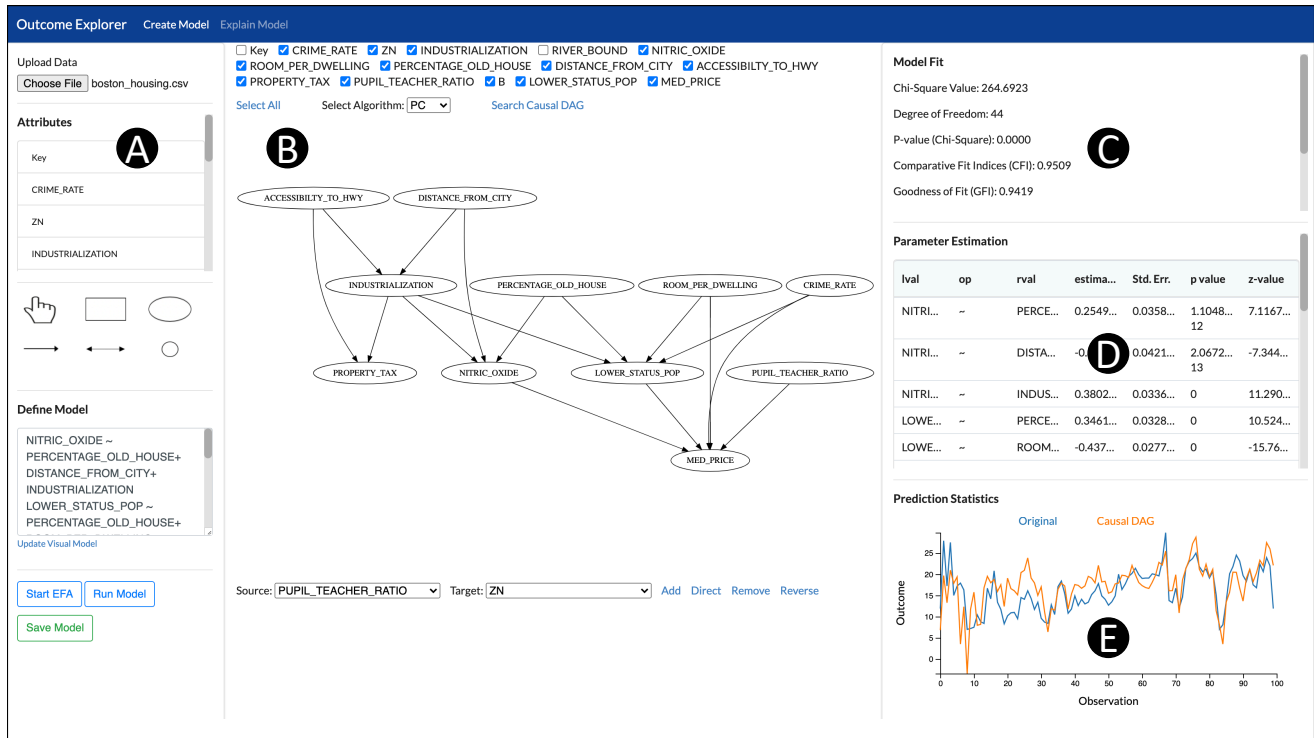 Outcome Explorer Create Model Explain Model
Upload Data
Choose File boston_housing.csv
Attributes
A
Key
CRIME_RATE
ZN
INDUSTRIALIZATION
Define Model
NITRIC_OXIDE ~
PERCENTAGE_OLD_HOUSE+
DISTANCE_FROM_CITY+
INDUSTRIALIZATION
LOWER_STATUS_POP ~
PERCENTAGE_OLD_HOUSE+
Update Visual Model
Start EFA Run Model
Save Model
Key CRIME_RATE ZN INDUSTRIALIZATION RIVER_BOUND NITRIC_OXIDE
ROOM_PER_DWELLING PERCENTAGE_OLD_HOUSE DISTANCE_FROM_CITY ACCESSIBILTY_TO_HWY
PROPERTY_TAX PUPIL_TEACHER_RATIO B LOWER_STATUS_POP MED_PRICE
Select All Select Algorithm: PC Search Causal DAG
B
ACCESSIBILTY_TO_HWY DISTANCE_FROM_CITY
INDUSTRIALIZATION PERCENTAGE_OLD_HOUSE ROOM_PER_DWELLING CRIME_RATE
PROPERTY_TAX NITRIC_OXIDE LOWER_STATUS_POP PUPIL_TEACHER_RATIO
MED_PRICE
Source: PUPIL_TEACHER_RATIO Target: ZN Add Direct Remove Reverse
Model Fit
Chi-Square Value: 264.6923
Degree of Freedom: 44
P-value (Chi-Square): 0.0000
C
Comparative Fit Indices (CFI): 0.9509
Goodness of Fit (GFI): 0.9419
Parameter Estimation
lval op rval estima... Std. Err. p value z-value
NITRI... ~ PERCE... 0.2549... 0.0358... 1.1048... 7.1167...
12
NITRI... ~ DISTA... 0.0421... 2.0672... -7.344...
13
D
NITRI... ~ INDUS... 0.3802... 0.0336... 0 11.290...
LOWE... ~ PERCE... 0.3461... 0.0328... 0 10.524...
LOWE... ~ ROOM... -0.437... 0.0277... 0 -15.76...
Prediction Statistics
Original Causal DAG
25
20
15
10
5
0
Outcome
E
0 10 20 30 40 50 60 70 80 90 100
Observation